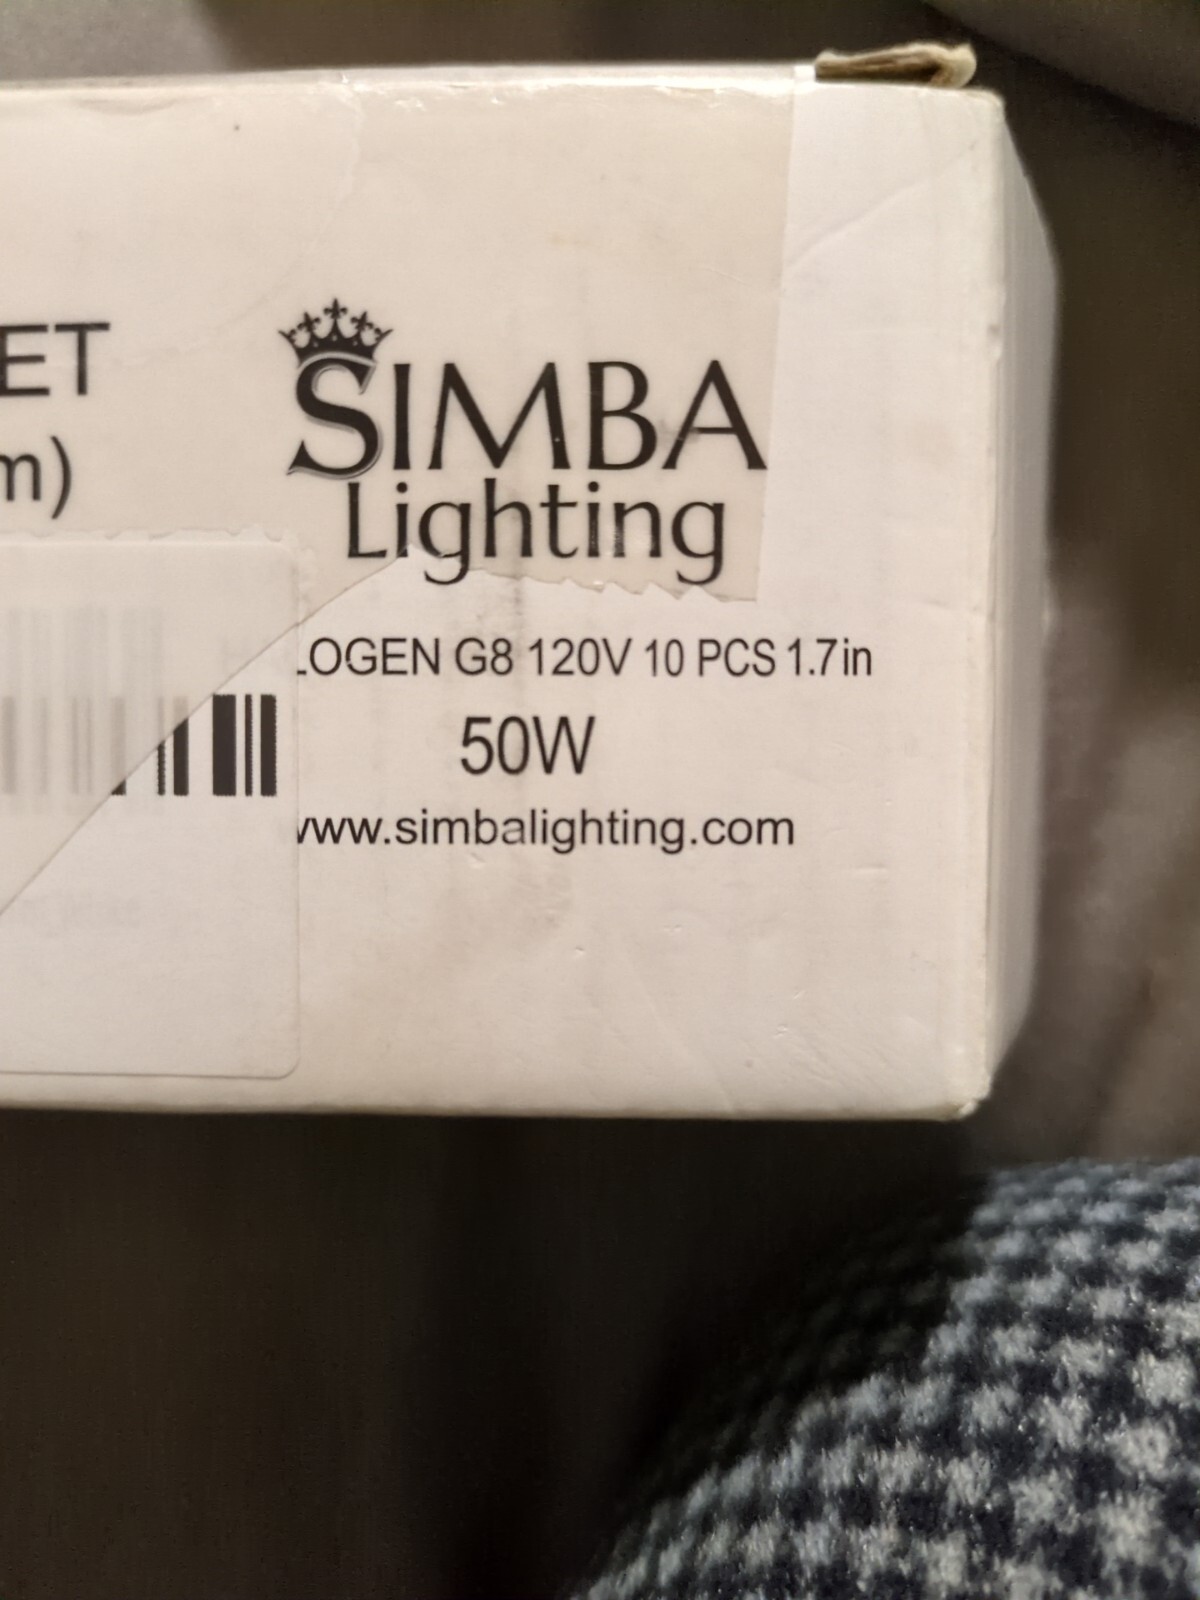 ET
m)
SIMBA
Lighting
LOGEN G8 120V 10 PCS 1.7in
50W
www.simbalighting.com